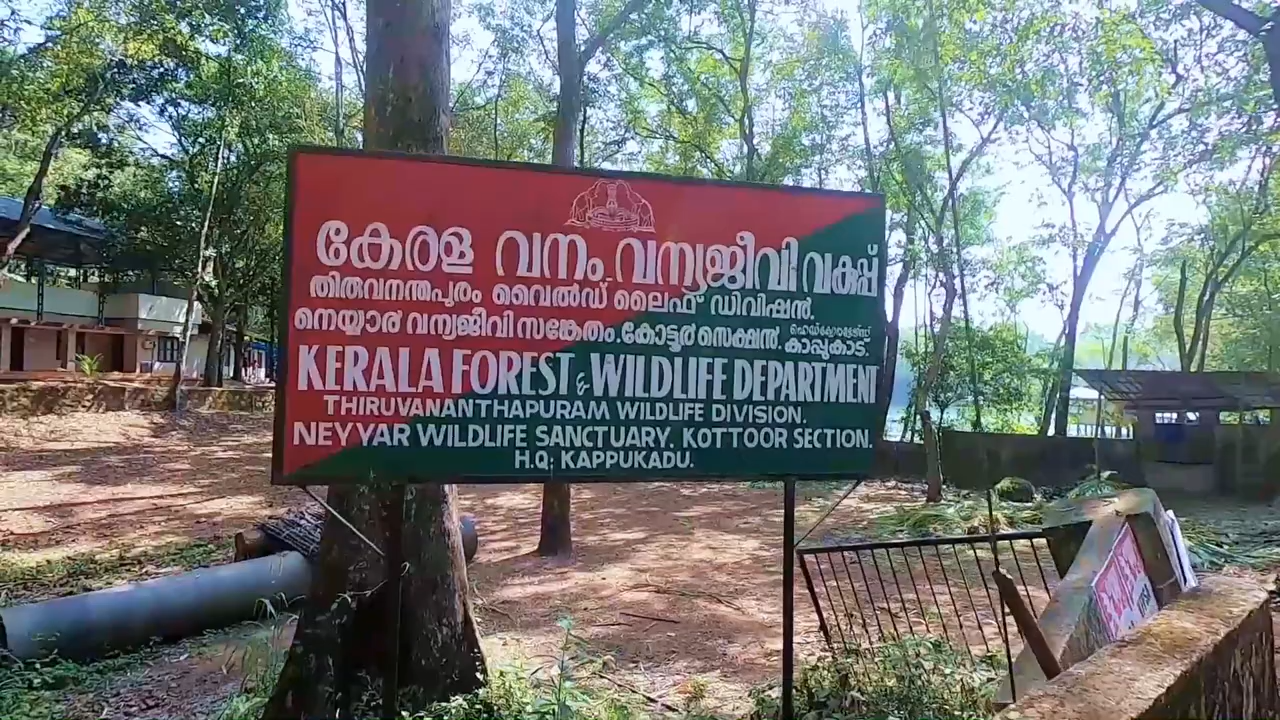 കേരള വനം വന്യജീവി വകുപ്പ്
തിരുവനന്തപുരം വൈൽഡ് ലൈഫ് ഡിവിഷൻ.
നെയ്യാർ വന്യജീവി സങ്കേതം. കോട്ടൂർ സെക്ഷൻ. ഹെഡ്ക്വാർട്ടേഴ്സ് കാപ്പുകാട്.
KERALA FOREST & WILDLIFE DEPARTMENT
THIRUVANANTHAPURAM WILDLIFE DIVISION.
NEYYAR WILDLIFE SANCTUARY. KOTTOOR SECTION.
H.Q: KAPPUKADU.